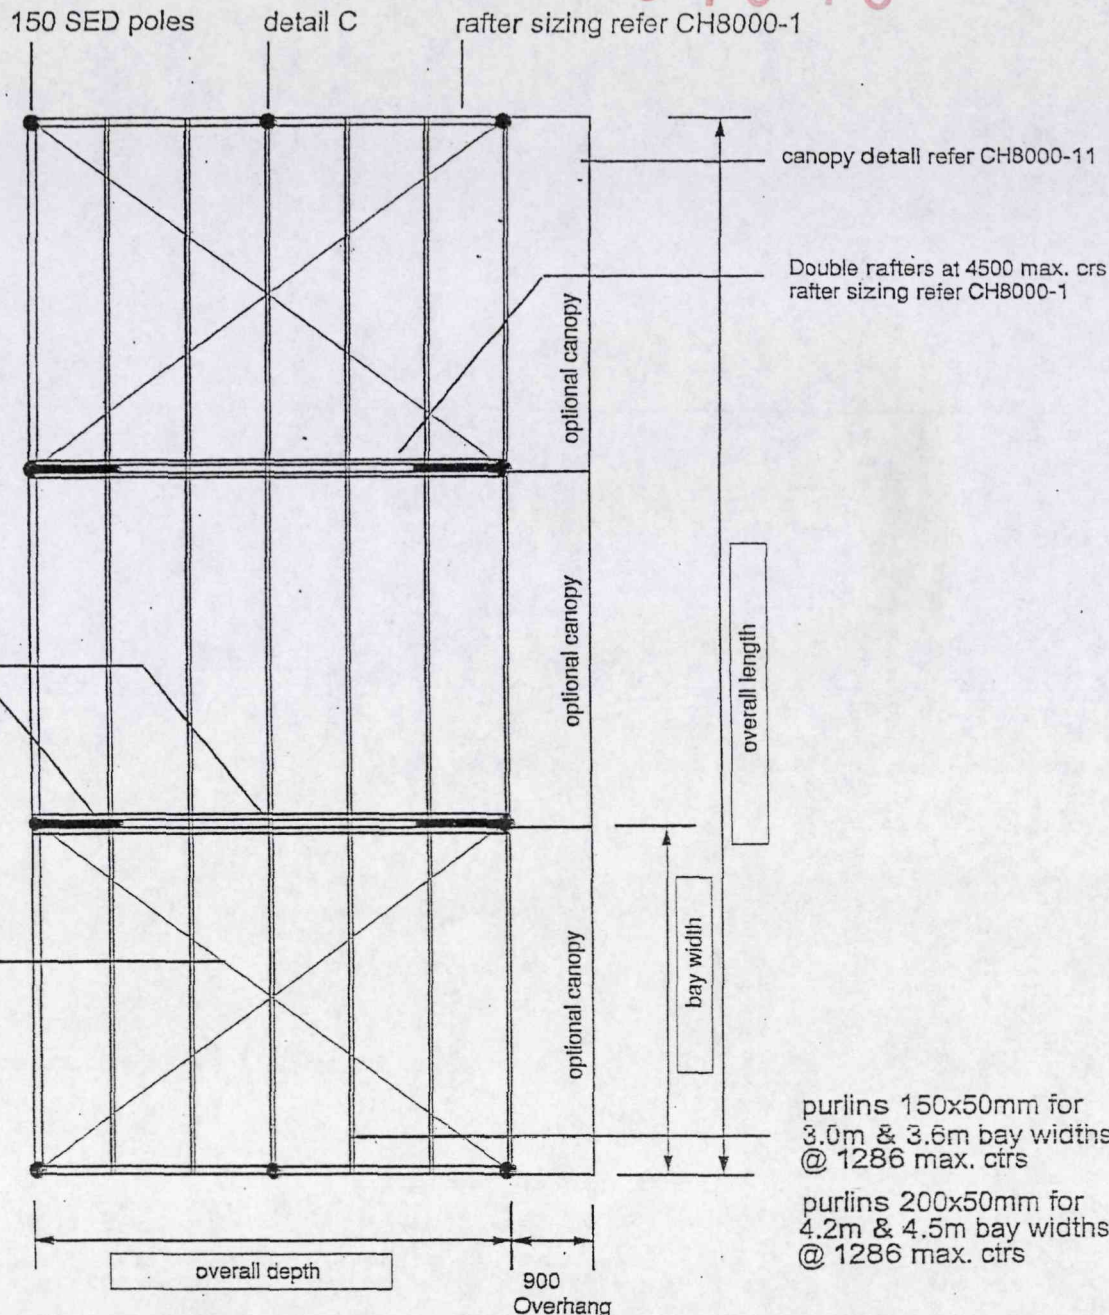 150 SED poles
detail C
rafter sizing refer CH8000-1
canopy detail refer CH8000-11
Double rafters at 4500 max. crs
rafter sizing refer CH8000-1
optional canopy
optional canopy
overall length
bay width
optional canopy
purlins 150x50mm for
3.0m & 3.6m bay widths
@ 1286 max. ctrs
purlins 200x50mm for
4.2m & 4.5m bay widths
@ 1286 max. ctrs
overall depth
900
Overhang